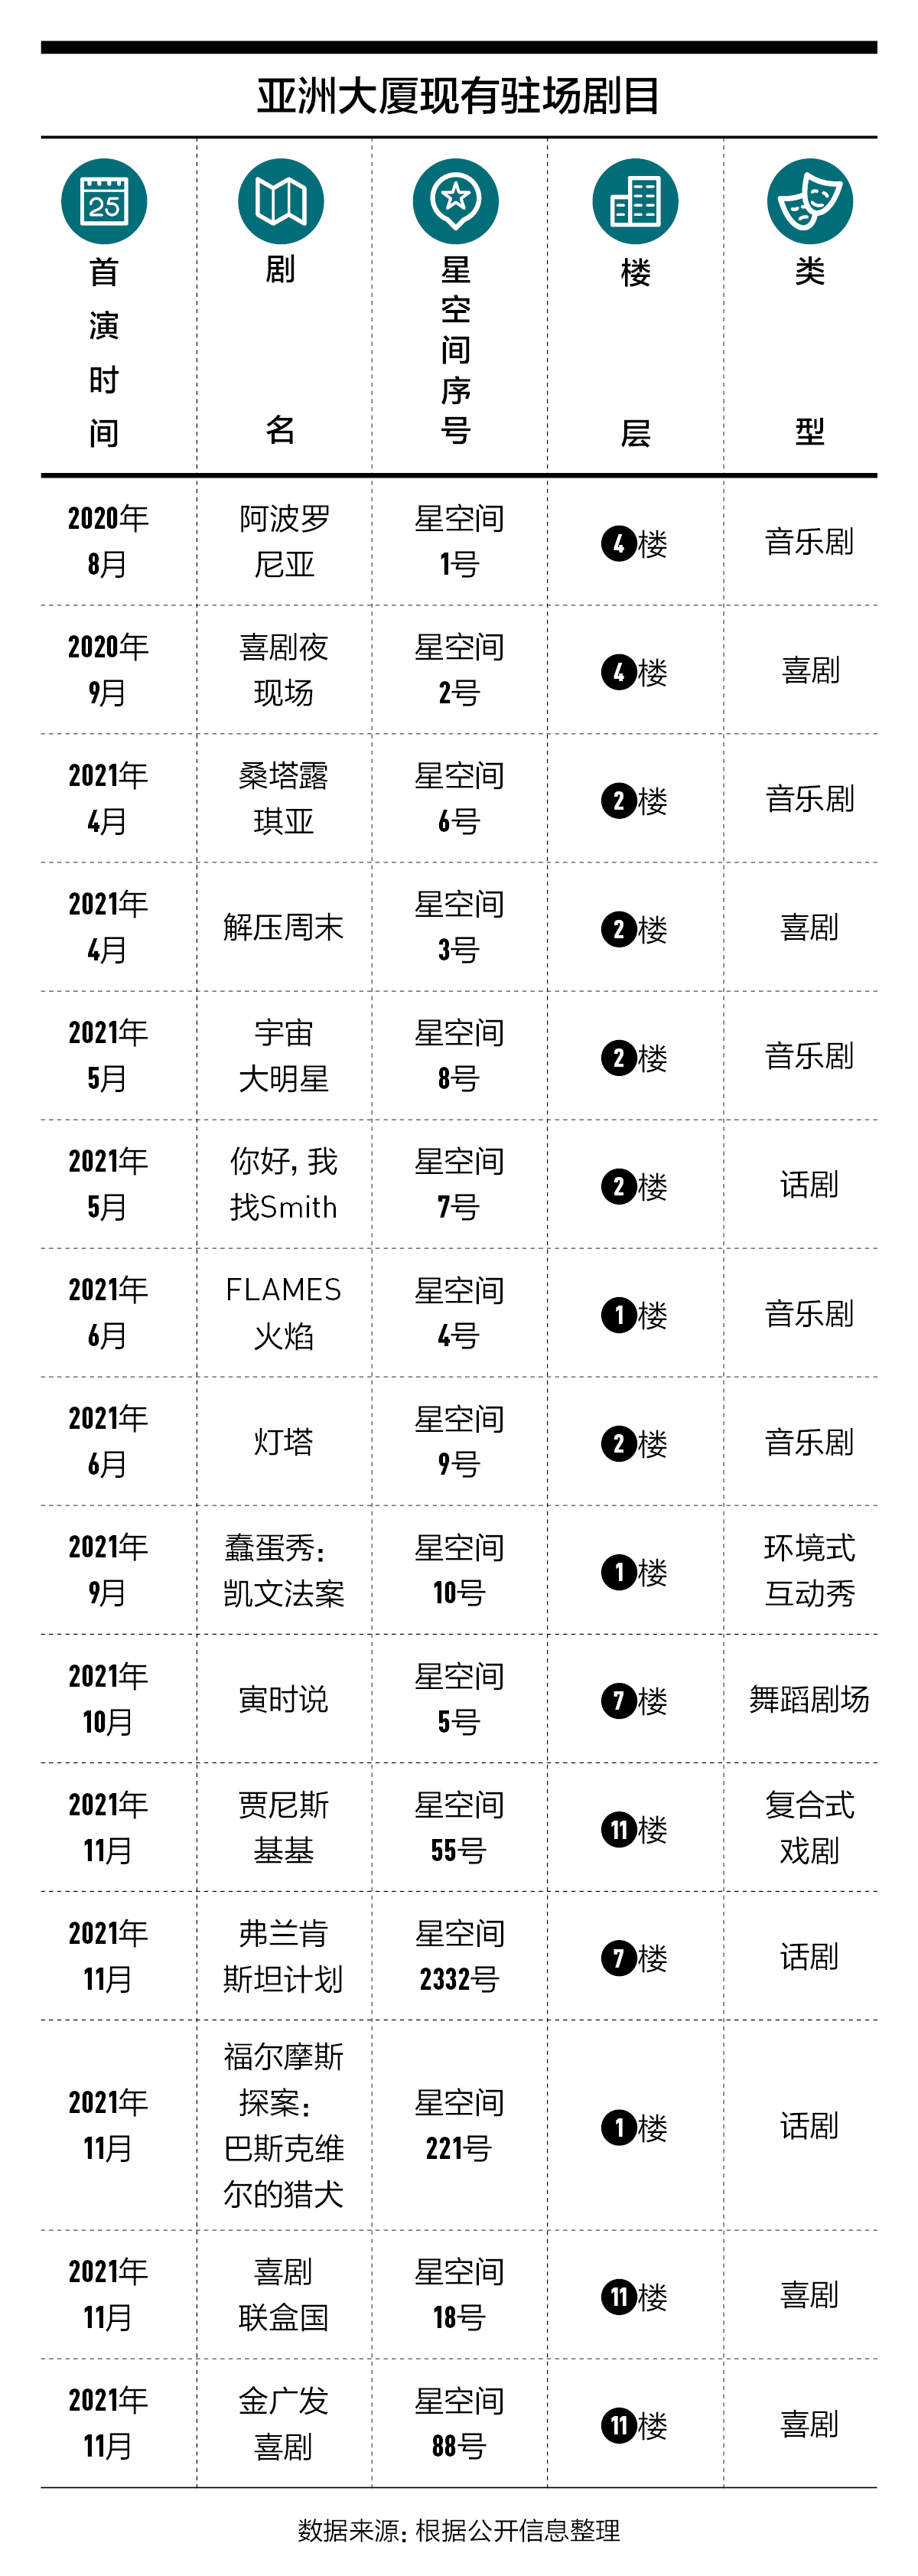 亚洲大厦现有驻场剧目
25
首演时间
剧名
星空间序号
楼层
类型
2020年
8月
阿波罗
尼亚
星空间
1号
4楼
音乐剧
2020年
9月
喜剧夜
现场
星空间
2号
4楼
喜剧
2021年
4月
桑塔露
琪亚
星空间
6号
2楼
音乐剧
2021年
4月
解压周末
星空间
3号
2楼
喜剧
2021年
5月
宇宙
大明星
星空间
8号
2楼
音乐剧
2021年
5月
你好，我
找Smith
星空间
7号
2楼
话剧
2021年
6月
FLAMES
火焰
星空间
4号
1楼
音乐剧
2021年
6月
灯塔
星空间
9号
2楼
音乐剧
2021年
9月
蠢蛋秀：
凯文法案
星空间
10号
1楼
环境式
互动秀
2021年
10月
寅时说
星空间
5号
7楼
舞蹈剧场
2021年
11月
贾尼斯
基基
星空间
55号
11楼
复合式
戏剧
2021年
11月
弗兰肯
斯坦计划
星空间
2332号
7楼
话剧
2021年
11月
福尔摩斯
探案：
巴斯克维
尔的猎犬
星空间
221号
1楼
话剧
2021年
11月
喜剧
联盒国
星空间
18号
11楼
喜剧
2021年
11月
金广发
喜剧
星空间
88号
11楼
喜剧
数据来源：根据公开信息整理